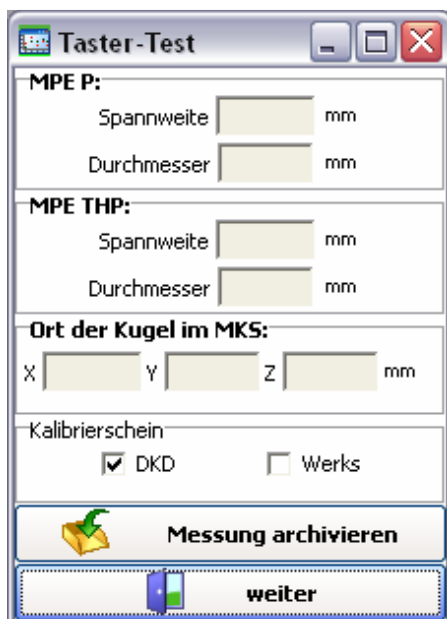 Taster-Test
MPE P:
Spannweite mm
Durchmesser mm
MPE THP:
Spannweite mm
Durchmesser mm
Ort der Kugel im MKS:
X Y Z mm
Kalibrierschein
DKD Werks
Messung archivieren
weiter